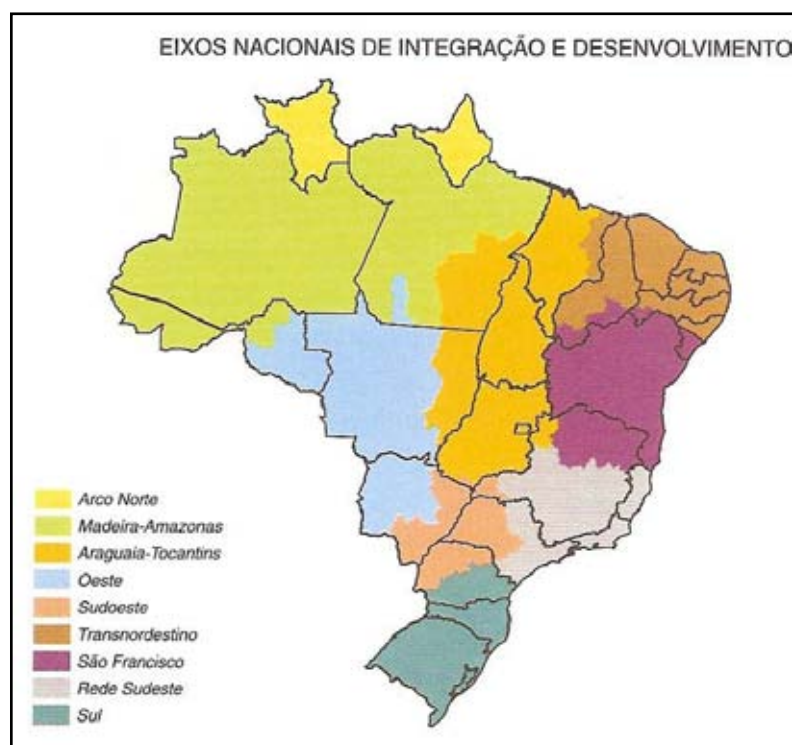 EIXOS NACIONAIS DE INTEGRAÇÃO E DESENVOLVIMENTO
Arco Norte
Madeira-Amazonas
Araguaia-Tocantins
Oeste
Sudoeste
Transnordestino
São Francisco
Rede Sudeste
Sul